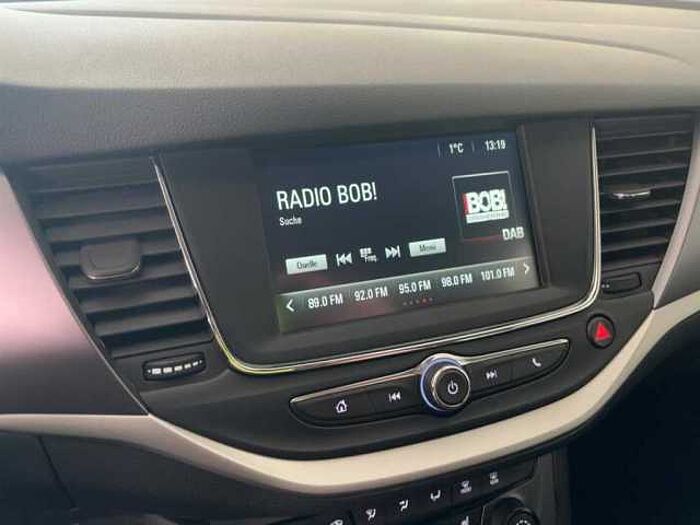 1°C 13:19
RADIO BOB!
Suche
BOB!
DAB
Quelle Freq. Menü
89.0 FM 92.0 FM 95.0 FM 98.0 FM 101.0 FM